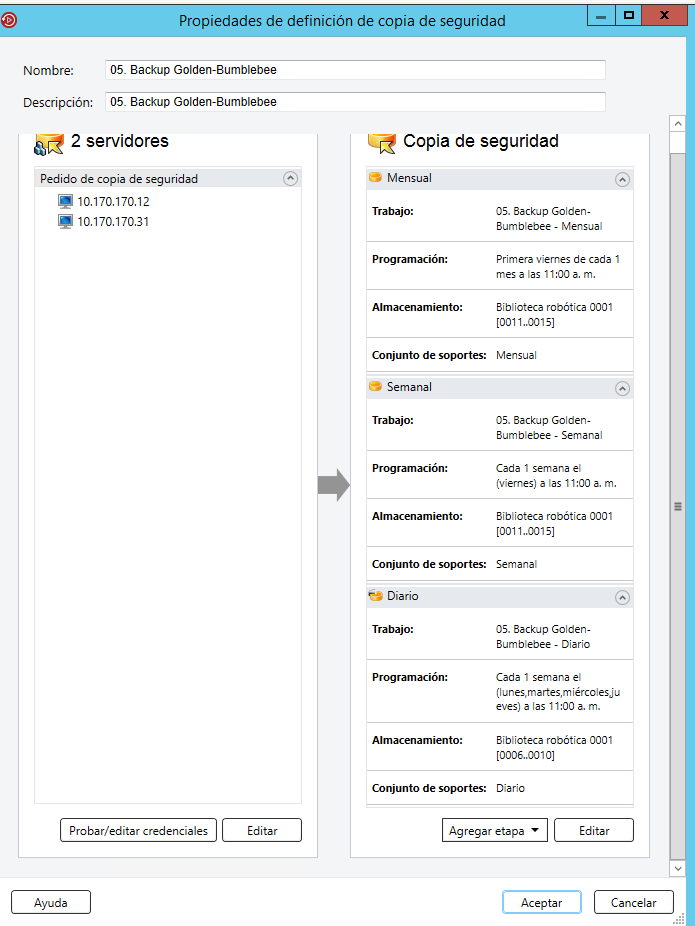 Propiedades de definición de copia de seguridad
Nombre: 05. Backup Golden-Bumblebee
Descripción: 05. Backup Golden-Bumblebee
2 servidores
Pedido de copia de seguridad
10.170.170.12
10.170.170.31
Probar/editar credenciales
Editar
Copia de seguridad
Mensual
Trabajo: 05. Backup Golden-
Bumblebee - Mensual
Programación: Primera viernes de cada 1
mes a las 11:00 a. m.
Almacenamiento: Biblioteca robótica 0001
[0011..0015]
Conjunto de soportes: Mensual
Semanal
Trabajo: 05. Backup Golden-
Bumblebee - Semanal
Programación: Cada 1 semana el
(viernes) a las 11:00 a. m.
Almacenamiento: Biblioteca robótica 0001
[0011..0015]
Conjunto de soportes: Semanal
Diario
Trabajo: 05. Backup Golden-
Bumblebee - Diario
Programación: Cada 1 semana el
(lunes,martes,miércoles,ju
eves) a las 11:00 a. m.
Almacenamiento: Biblioteca robótica 0001
[0006..0010]
Conjunto de soportes: Diario
Agregar etapa
Editar
Ayuda
Aceptar
Cancelar